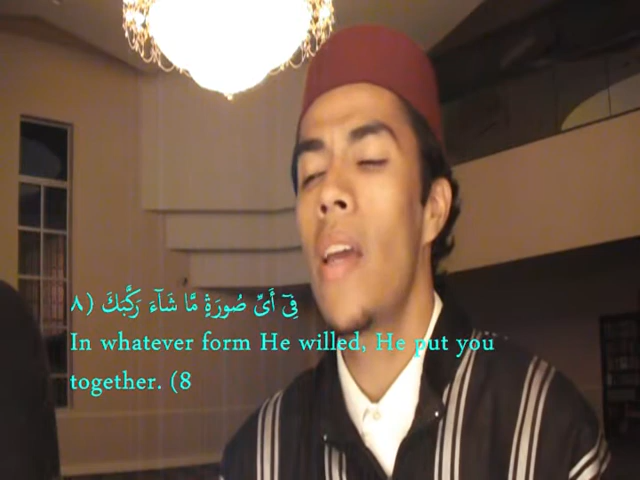 فِىٓ أَىِّ صُورَةٍۢ مَّا شَآءَ رَكَّبَكَ (٨
In whatever form He willed, He put you
together. (8